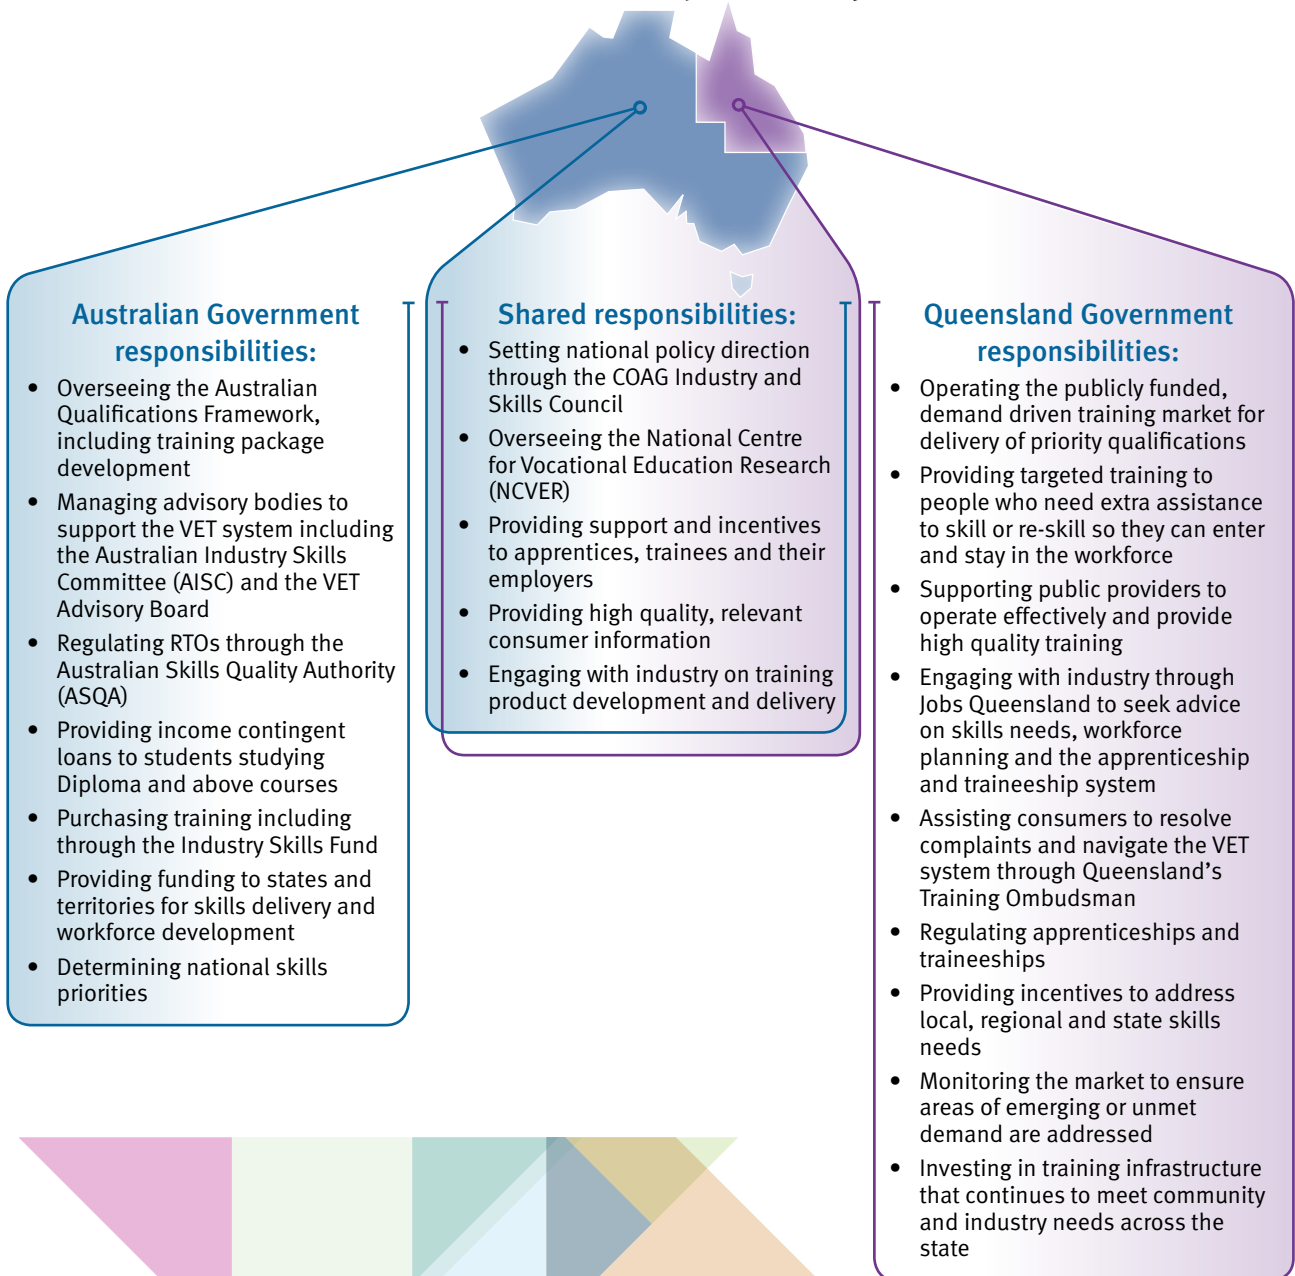 Australian Government
responsibilities:
• Overseeing the Australian
Qualifications Framework,
including training package
development
• Managing advisory bodies to
support the VET system including
the Australian Industry Skills
Committee (AISC) and the VET
Advisory Board
• Regulating RTOs through the
Australian Skills Quality Authority
(ASQA)
• Providing income contingent
loans to students studying
Diploma and above courses
• Purchasing training including
through the Industry Skills Fund
• Providing funding to states and
territories for skills delivery and
workforce development
• Determining national skills
priorities
Shared responsibilities:
• Setting national policy direction
through the COAG Industry and
Skills Council
• Overseeing the National Centre
for Vocational Education Research
(NCVER)
• Providing support and incentives
to apprentices, trainees and their
employers
• Providing high quality, relevant
consumer information
• Engaging with industry on training
product development and delivery
Queensland Government
responsibilities:
• Operating the publicly funded,
demand driven training market for
delivery of priority qualifications
• Providing targeted training to
people who need extra assistance
to skill or re-skill so they can enter
and stay in the workforce
• Supporting public providers to
operate effectively and provide
high quality training
• Engaging with industry through
Jobs Queensland to seek advice
on skills needs, workforce
planning and the apprenticeship
and traineeship system
• Assisting consumers to resolve
complaints and navigate the VET
system through Queensland’s
Training Ombudsman
• Regulating apprenticeships and
traineeships
• Providing incentives to address
local, regional and state skills
needs
• Monitoring the market to ensure
areas of emerging or unmet
demand are addressed
• Investing in training infrastructure
that continues to meet community
and industry needs across the
state